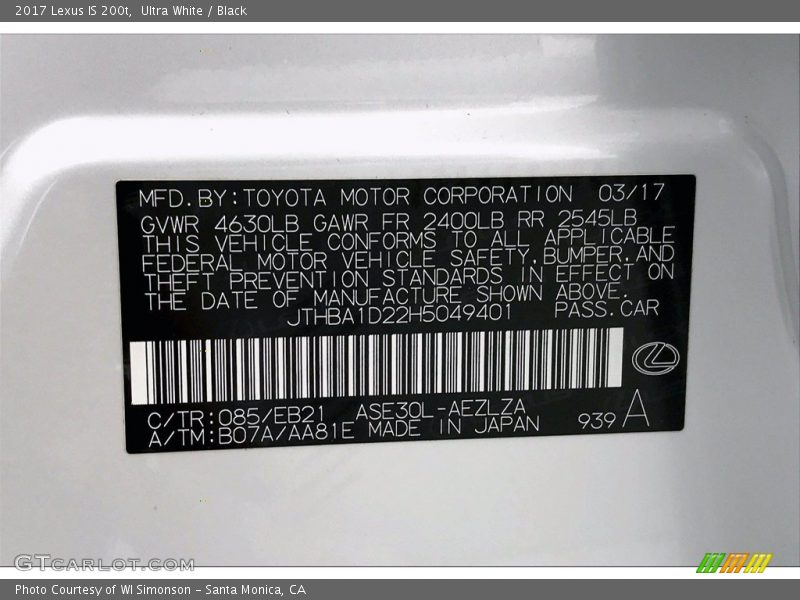 2017 Lexus IS 200t, Ultra White / Black
MFD. BY: TOYOTA MOTOR CORPORATION 03/17
GVWR 4630LB GAWR FR 2400LB RR 2545LB
THIS VEHICLE CONFORMS TO ALL APPLICABLE
FEDERAL MOTOR VEHICLE SAFETY, BUMPER, AND
THEFT PREVENTION STANDARDS IN EFFECT ON
THE DATE OF MANUFACTURE SHOWN ABOVE.
JTHBA1D22H5049401 PASS. CAR
C/TR: 085/EB21 ASE30L-AEZLZA
A/TM: B07A/AA81E MADE IN JAPAN 939 A
GTCARLOT.COM
Photo Courtesy of WI Simonson - Santa Monica, CA